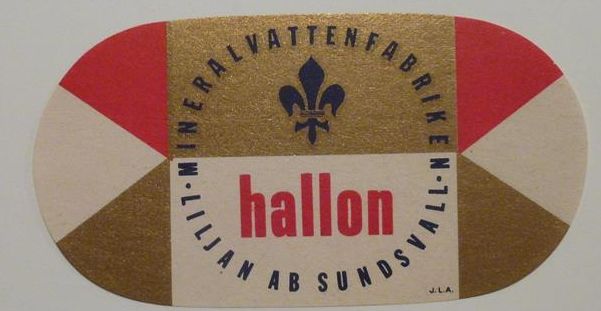 MINERALVATTENFABRIKEN
hallon
• LILJAN AB SUNDSVALL •
J.L.A.